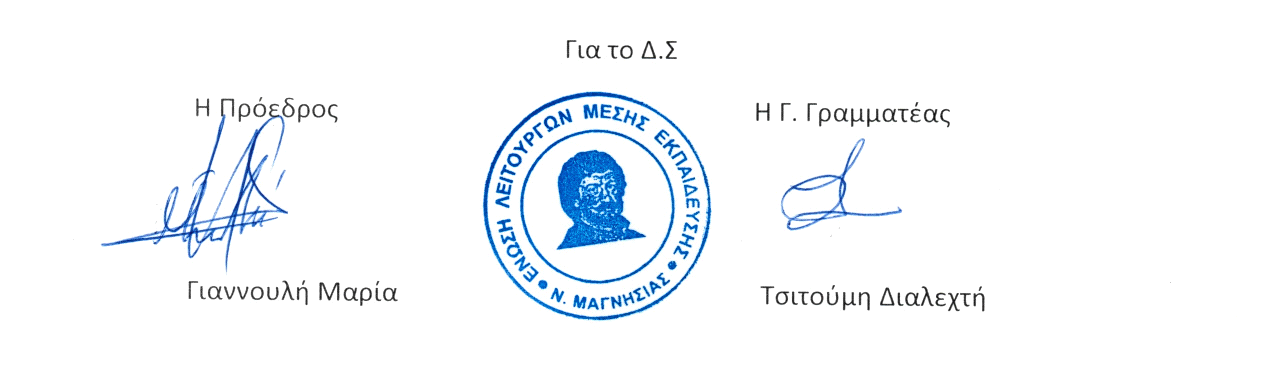 Για το Δ.Σ
Η Πρόεδρος
Η Γ. Γραμματέας
ΕΝΩΣΗ ΛΕΙΤΟΥΡΓΩΝ ΜΕΣΗΣ ΕΚΠΑΙΔΕΥΣΗΣ
Ν. ΜΑΓΝΗΣΙΑΣ
Γιαννουλή Μαρία
Τσιτούμη Διαλεχτή